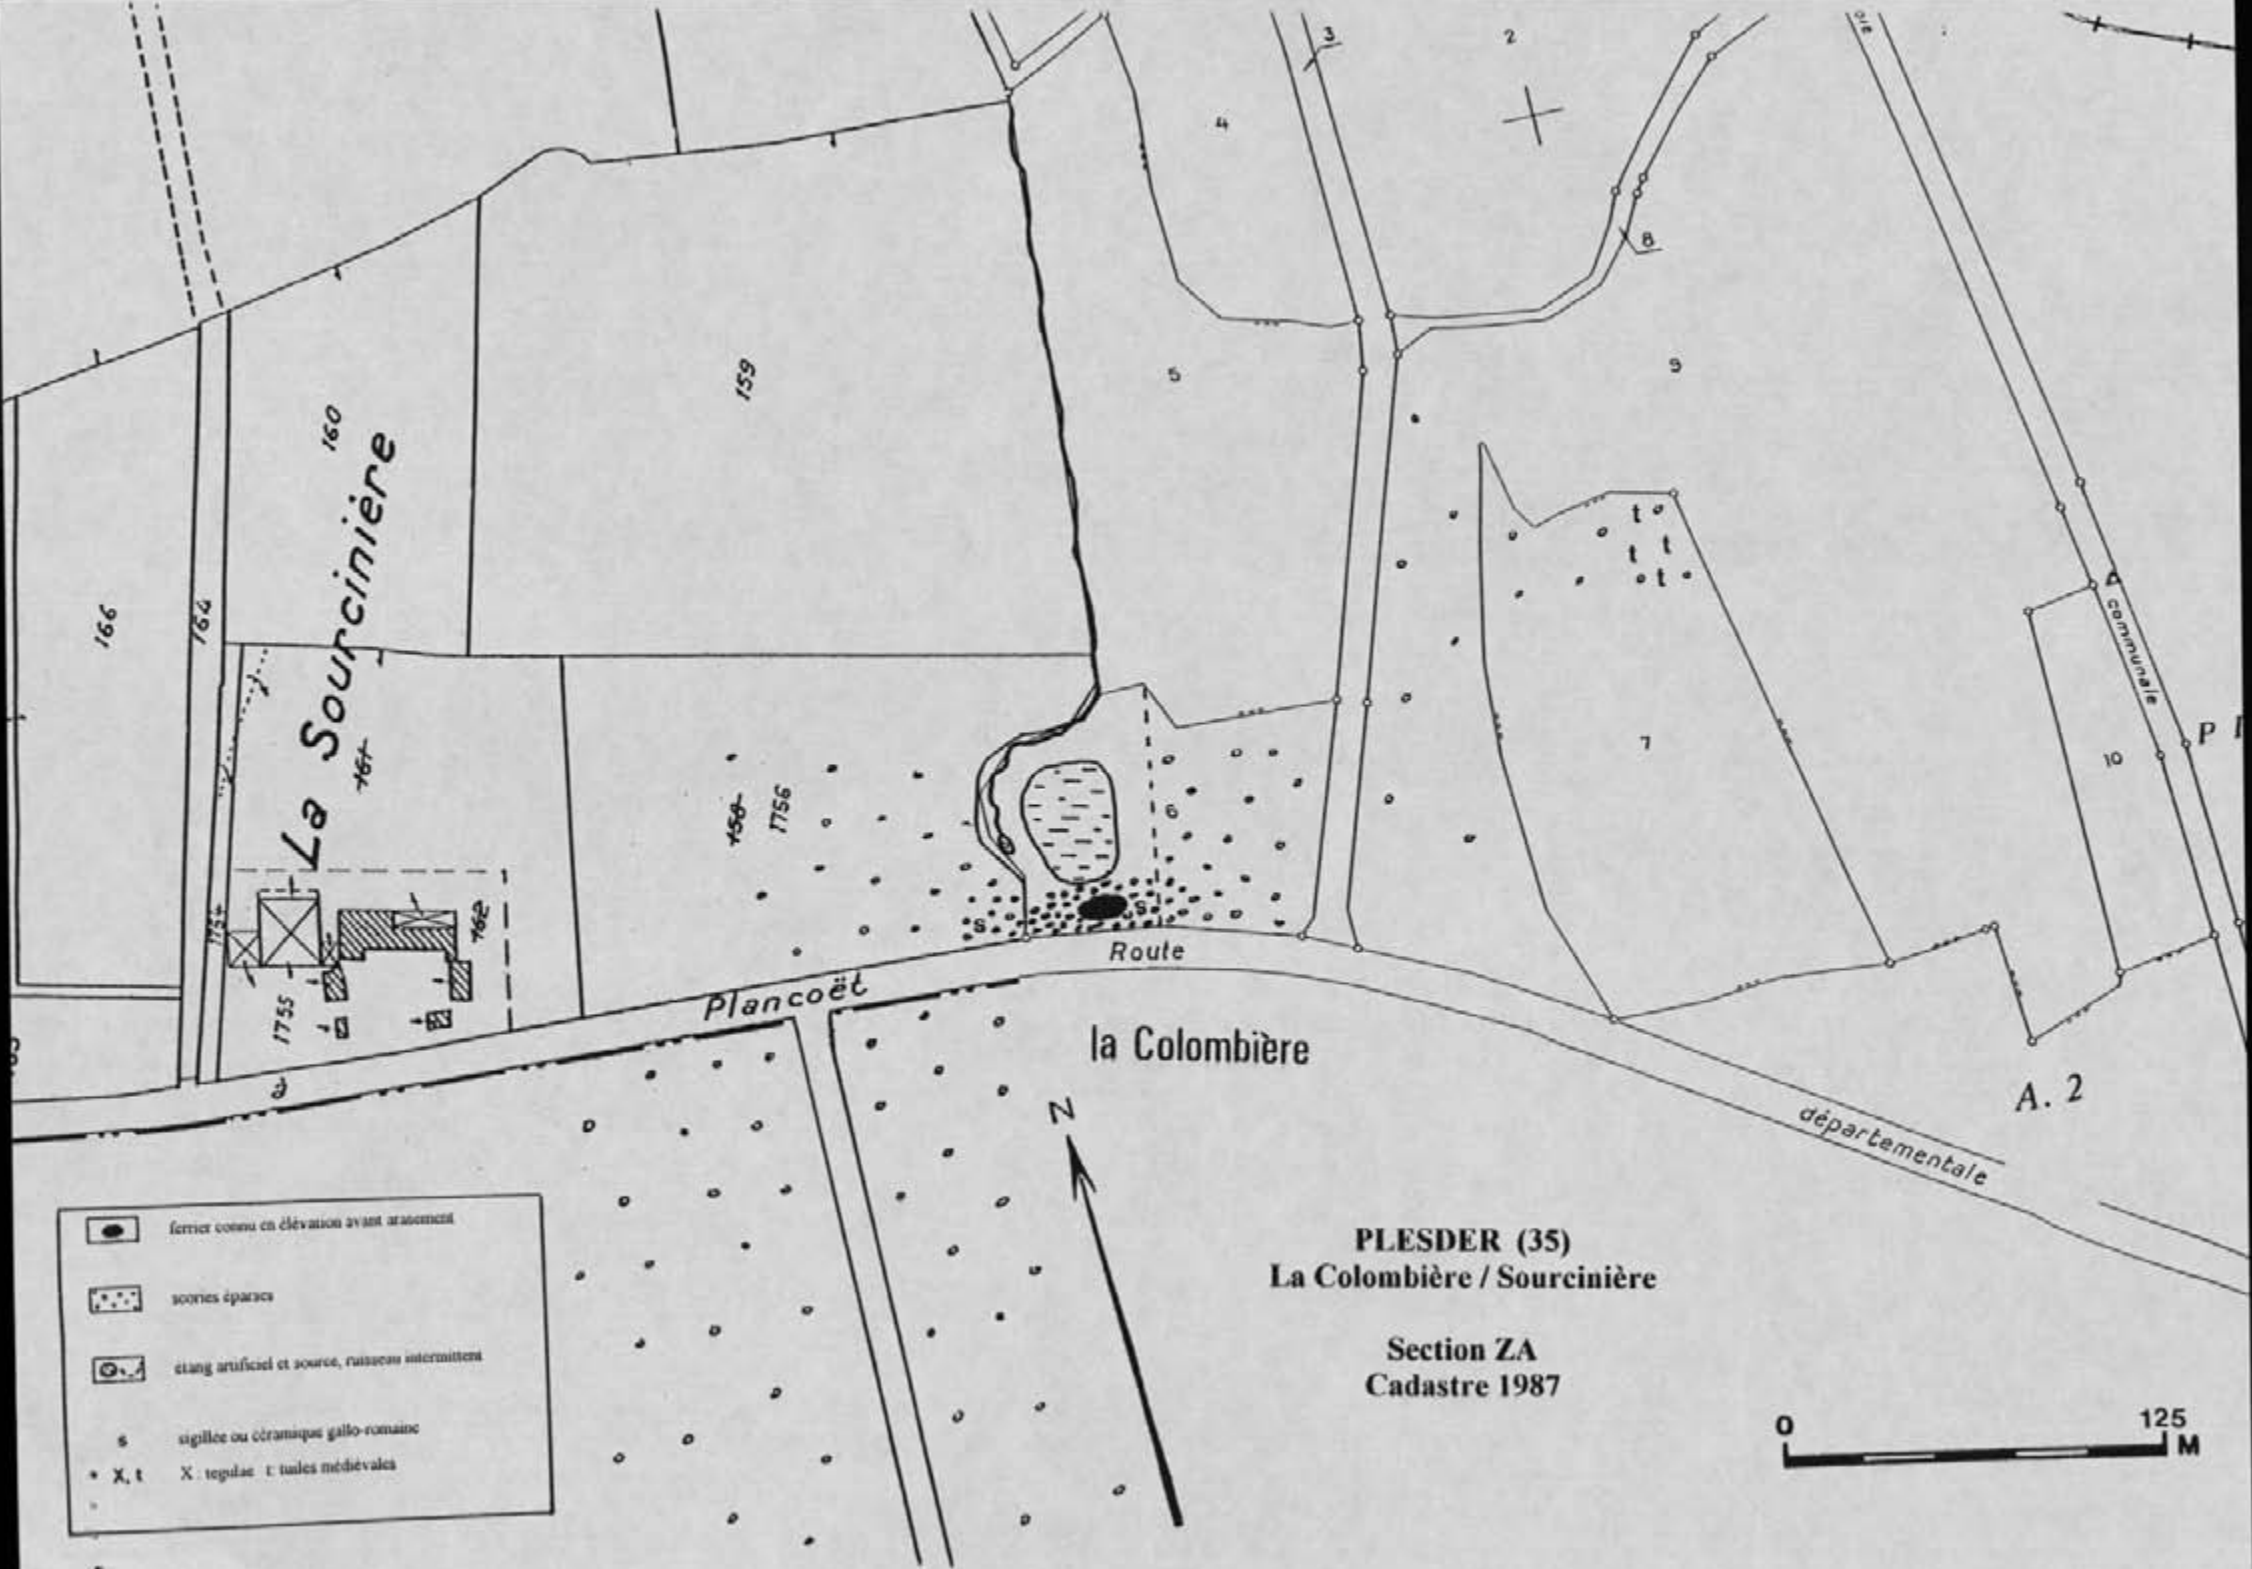 3
2
4
8
5
9
160
159
La Sourcinière
166
164
161
communale
7
10
6
158
1756
t
t t
t
s s
162
1755
Route
Plancoët
à
la Colombière
N
A. 2
départementale
ferrier connu en élévation avant arasement
scories éparses
étang artificiel et source, ruisseau intermittent
s sigillée ou céramique gallo-romaine
X, t X : tegulae t: tuiles médiévales
PLESDER (35)
La Colombière / Sourcinière
Section ZA
Cadastre 1987
0 125
M